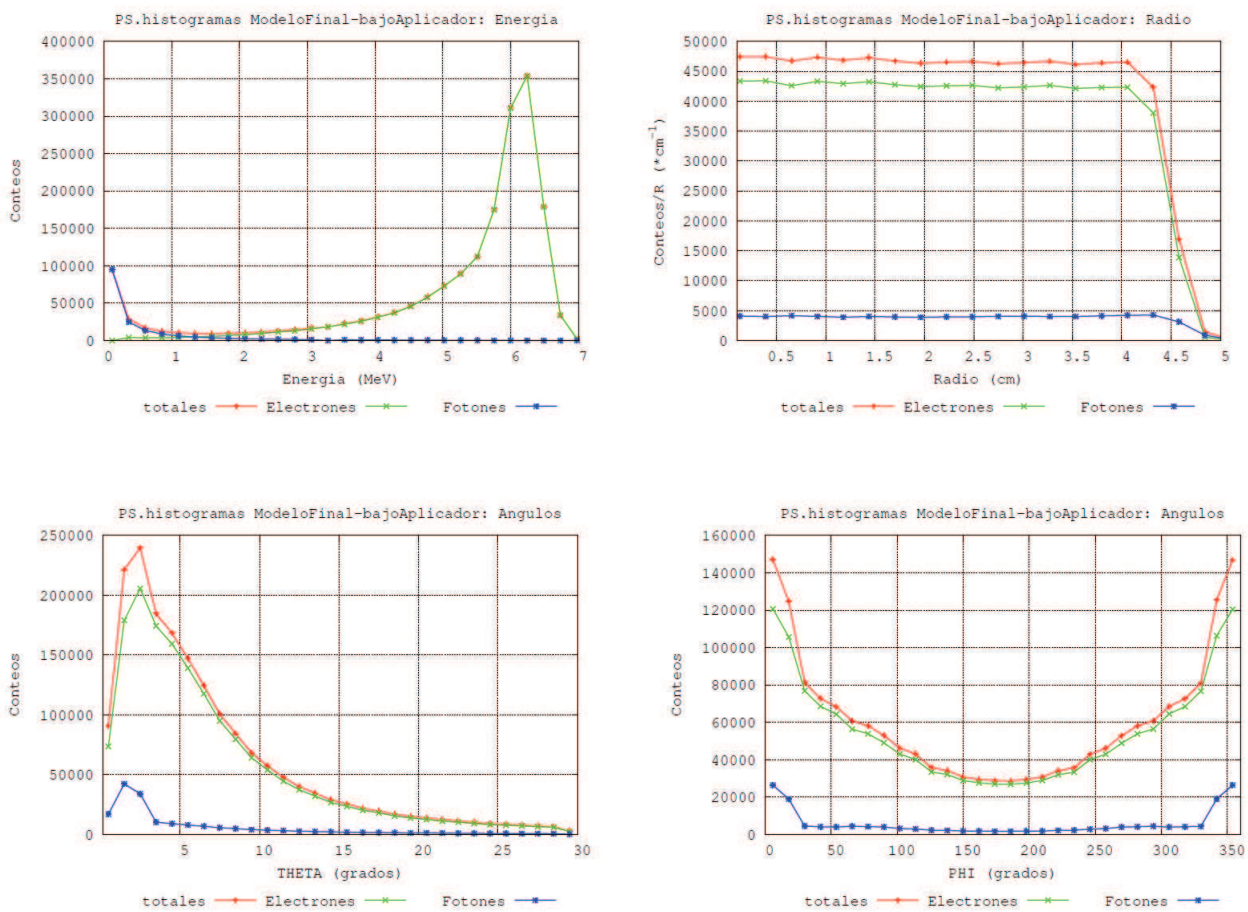 PS.histogramas ModeloFinal-bajoAplicador: Energia
400000
350000
300000
250000
200000
150000
100000
50000
0
Conteos
0 1 2 3 4 5 6 7
Energia (MeV)
totales Electrones Fotones
PS.histogramas ModeloFinal-bajoAplicador: Radio
50000
45000
40000
35000
30000
25000
20000
15000
10000
5000
0
Conteos/R (*cm⁻¹)
0.5 1 1.5 2 2.5 3 3.5 4 4.5 5
Radio (cm)
totales Electrones Fotones
PS.histogramas ModeloFinal-bajoAplicador: Angulos
250000
200000
150000
100000
50000
0
Conteos
5 10 15 20 25 30
THETA (grados)
totales Electrones Fotones
PS.histogramas ModeloFinal-bajoAplicador: Angulos
160000
140000
120000
100000
80000
60000
40000
20000
0
Conteos
0 50 100 150 200 250 300 350
PHI (grados)
totales Electrones Fotones